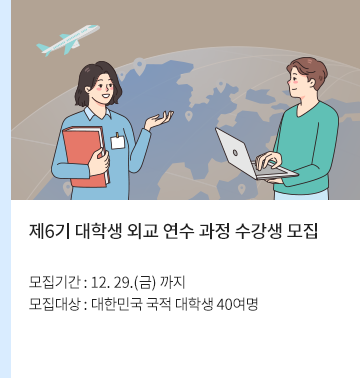 제6기 대학생 외교 연수 과정 수강생 모집
모집기간 : 12. 29.(금) 까지
모집대상 : 대한민국 국적 대학생 40여명